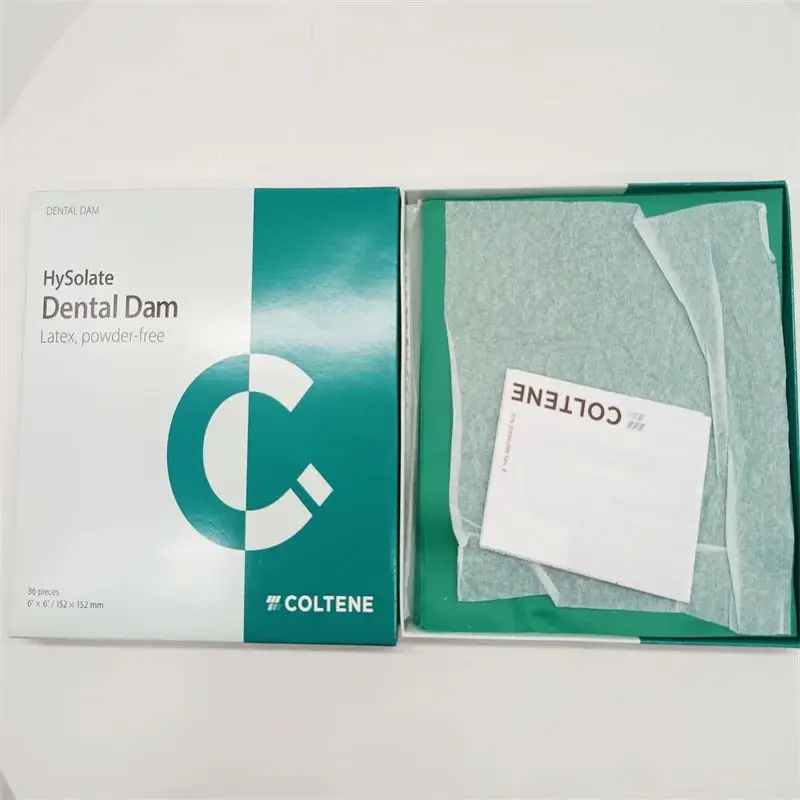 DENTAL DAM
HySolate
Dental Dam
Latex, powder-free
36 pieces
6" × 6" / 152 x 152 mm
COLTENE
COLTENE